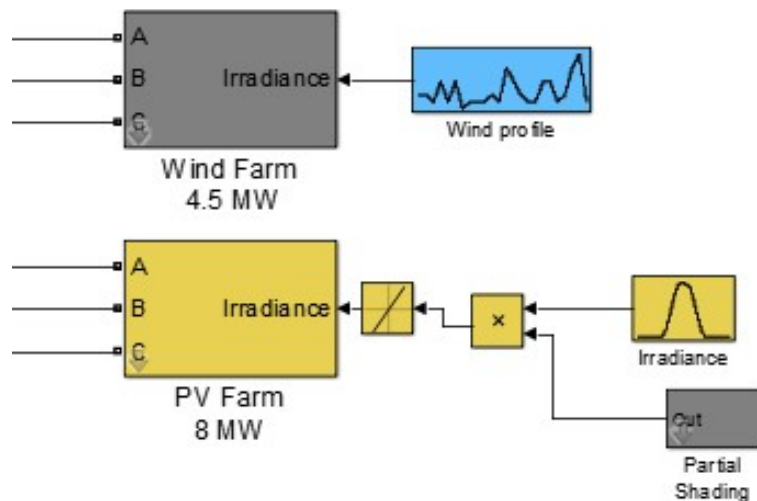 A
B Irradiance
C
Wind profile
Wind Farm
4.5 MW
A
B Irradiance
C
×
Irradiance
PV Farm
8 MW
Out
Partial
Shading